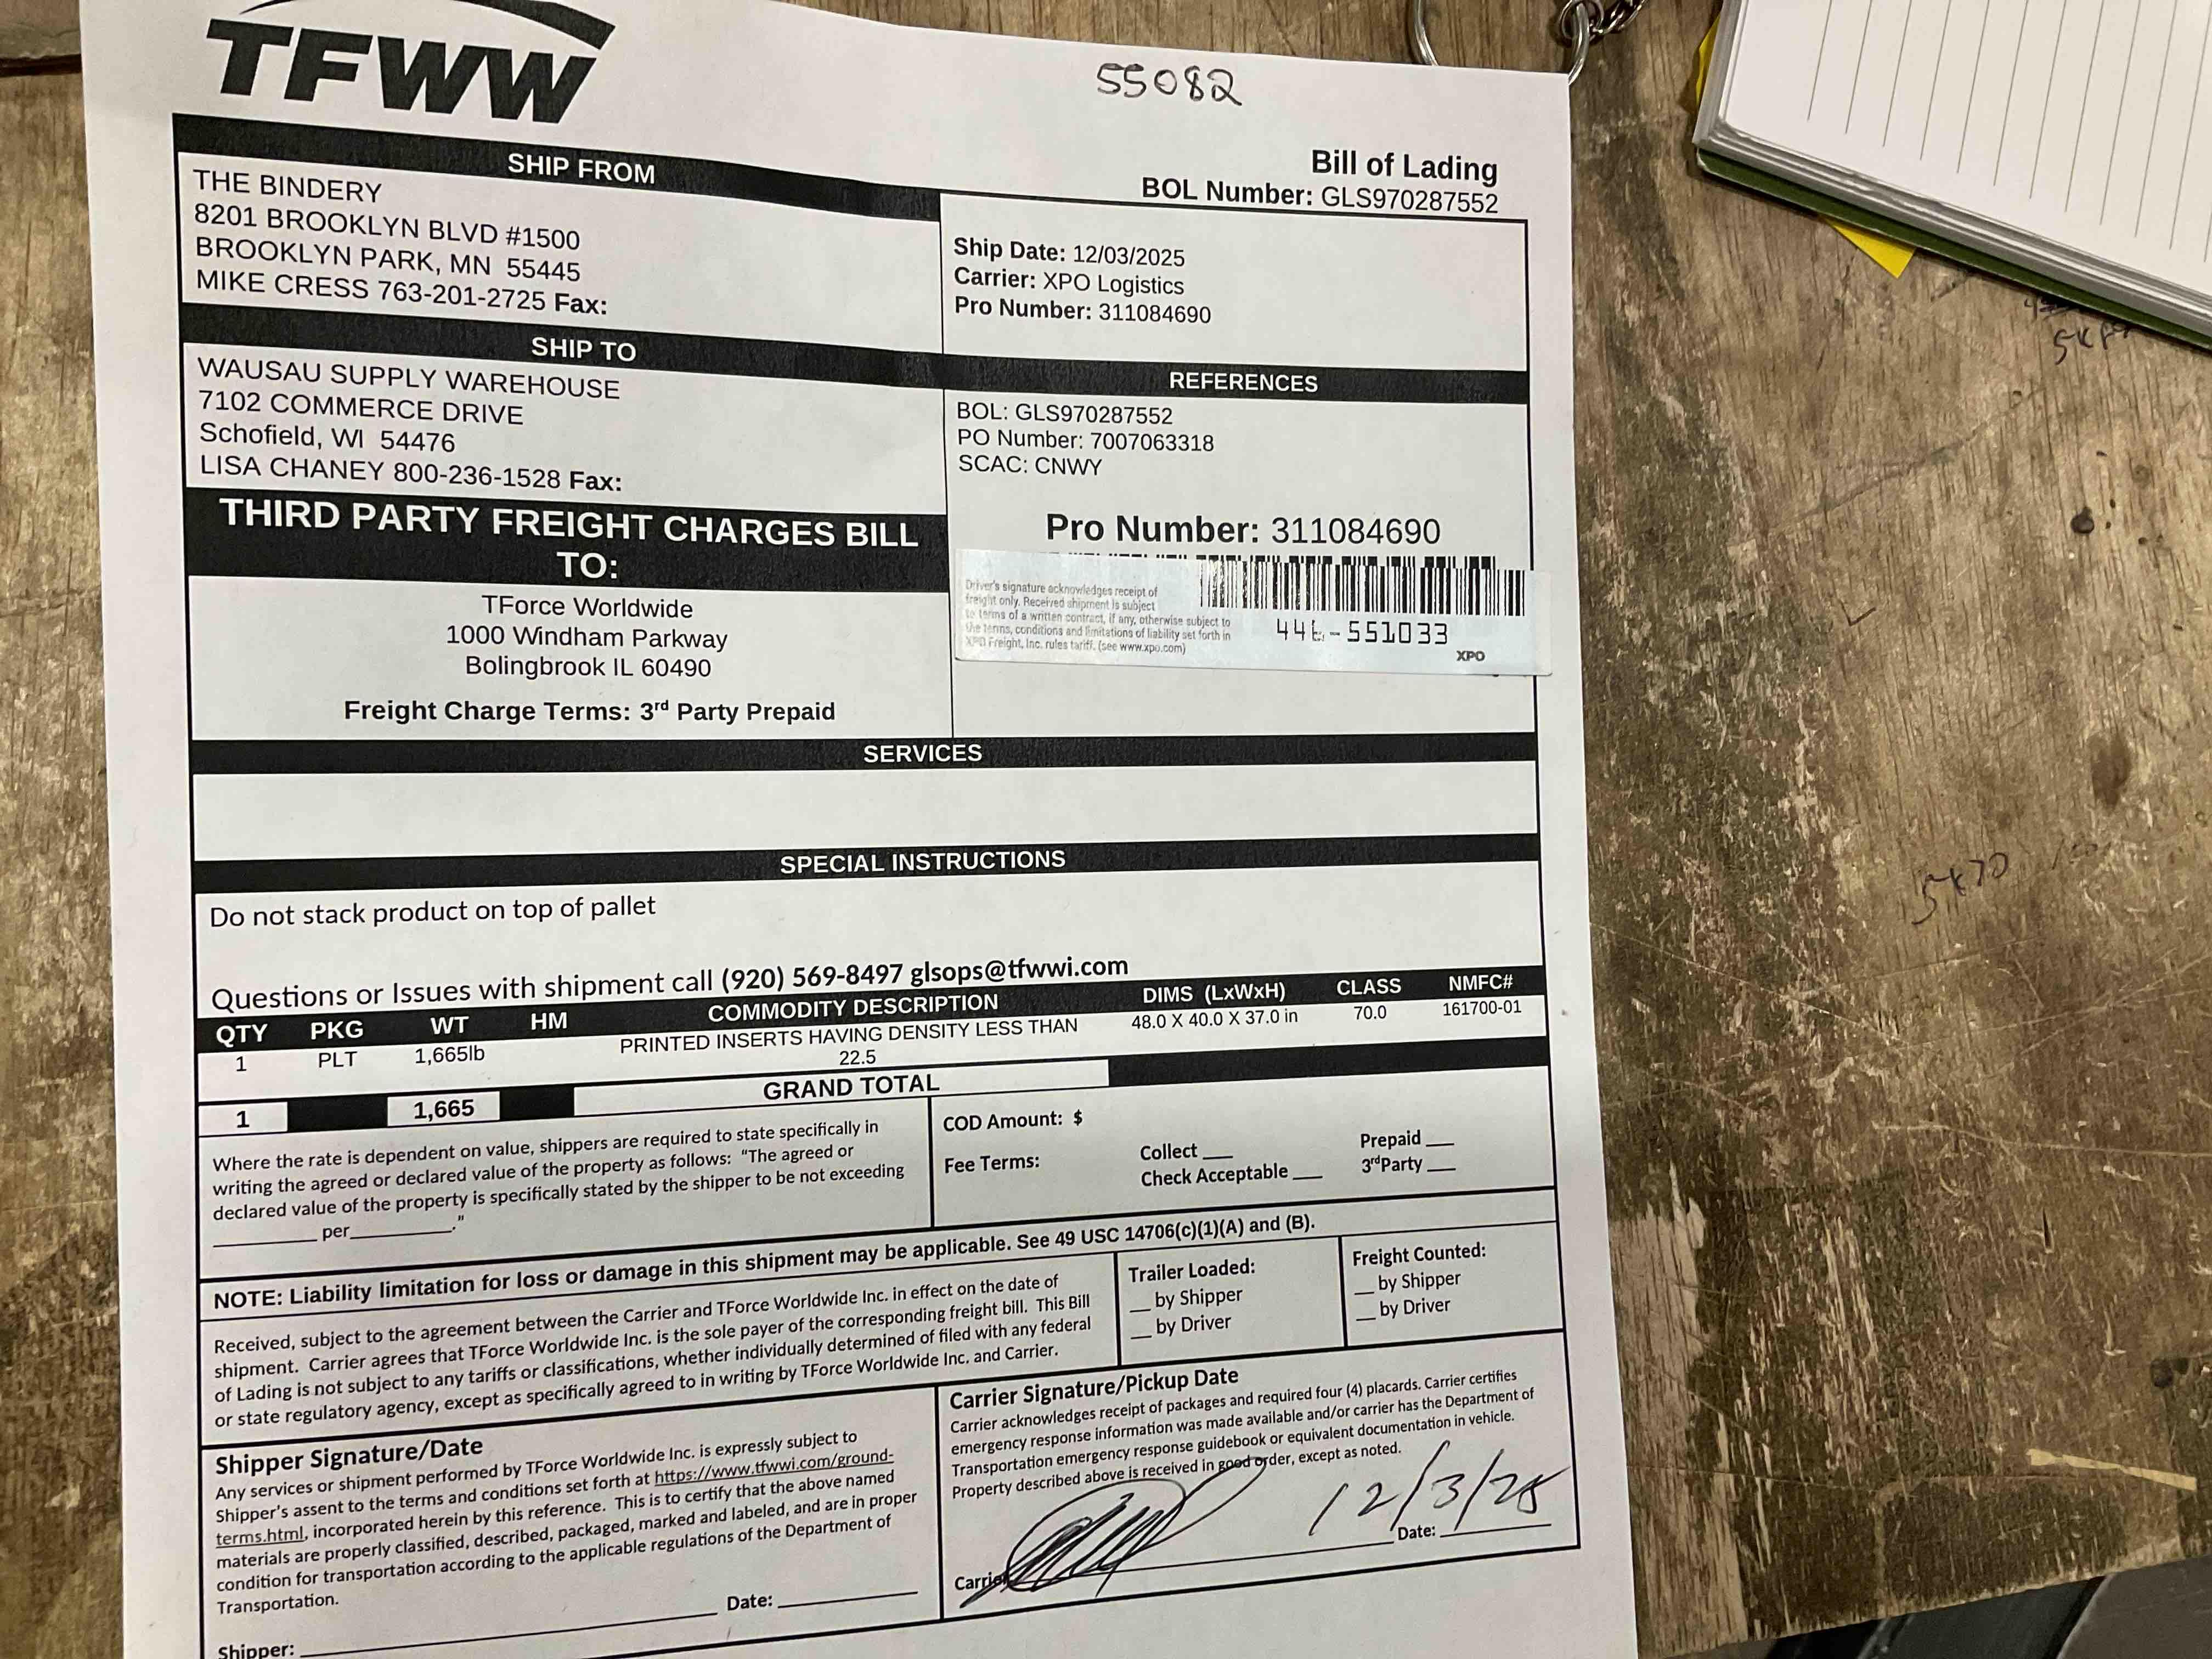 TFWW
55082
Bill of Lading
BOL Number: GLS970287552
SHIP FROM
THE BINDERY
8201 BROOKLYN BLVD #1500
BROOKLYN PARK, MN 55445
MIKE CRESS 763-201-2725 Fax:
Ship Date: 12/03/2025
Carrier: XPO Logistics
Pro Number: 311084690
SHIP TO
WAUSAU SUPPLY WAREHOUSE
7102 COMMERCE DRIVE
Schofield, WI 54476
LISA CHANEY 800-236-1528 Fax:
REFERENCES
BOL: GLS970287552
PO Number: 7007063318
SCAC: CNWY
Pro Number: 311084690
Driver's signature acknowledges receipt of
freight only. Received shipment is subject
to terms of a written contract, if any, otherwise subject to
the terms, conditions and limitations of liability set forth in
XPO Freight, Inc. rules tariff. (see www.xpo.com)
XPO
THIRD PARTY FREIGHT CHARGES BILL
TO:
TForce Worldwide
1000 Windham Parkway
Bolingbrook IL 60490
Freight Charge Terms: 3rd Party Prepaid
SERVICES
SPECIAL INSTRUCTIONS
Do not stack product on top of pallet
Questions or Issues with shipment call (920) 569-8497 glsops@tfwwi.com
QTY PKG WT HM COMMODITY DESCRIPTION DIMS (LxWxH) CLASS NMFC#
1 PLT 1,665lb PRINTED INSERTS HAVING DENSITY LESS THAN 48.0 X 40.0 X 37.0 in 70.0 161700-01
22.5
GRAND TOTAL
1 1,665
Where the rate is dependent on value, shippers are required to state specifically in
writing the agreed or declared value of the property as follows: "The agreed or
declared value of the property is specifically stated by the shipper to be not exceeding
__________ per__________."
COD Amount: $
Fee Terms:
Collect ___
Check Acceptable ___
Prepaid ___
3rdParty ___
NOTE: Liability limitation for loss or damage in this shipment may be applicable. See 49 USC 14706(c)(1)(A) and (B).
Received, subject to the agreement between the Carrier and TForce Worldwide Inc. in effect on the date of
shipment. Carrier agrees that TForce Worldwide Inc. is the sole payer of the corresponding freight bill. This Bill
of Lading is not subject to any tariffs or classifications, whether individually determined of filed with any federal
or state regulatory agency, except as specifically agreed to in writing by TForce Worldwide Inc. and Carrier.
Trailer Loaded:
__ by Shipper
__ by Driver
Freight Counted:
__ by Shipper
__ by Driver
Shipper Signature/Date
Any services or shipment performed by TForce Worldwide Inc. is expressly subject to
Shipper's assent to the terms and conditions set forth at https://www.tfwwi.com/ground-
terms.html, incorporated herein by this reference. This is to certify that the above named
materials are properly classified, described, packaged, marked and labeled, and are in proper
condition for transportation according to the applicable regulations of the Department of
Transportation.
Shipper: __________ Date: __________
Carrier Signature/Pickup Date
Carrier acknowledges receipt of packages and required four (4) placards. Carrier certifies
emergency response information was made available and/or carrier has the Department of
Transportation emergency response guidebook or equivalent documentation in vehicle.
Property described above is received in good order, except as noted.
12/3/25
Date: __________
5x70